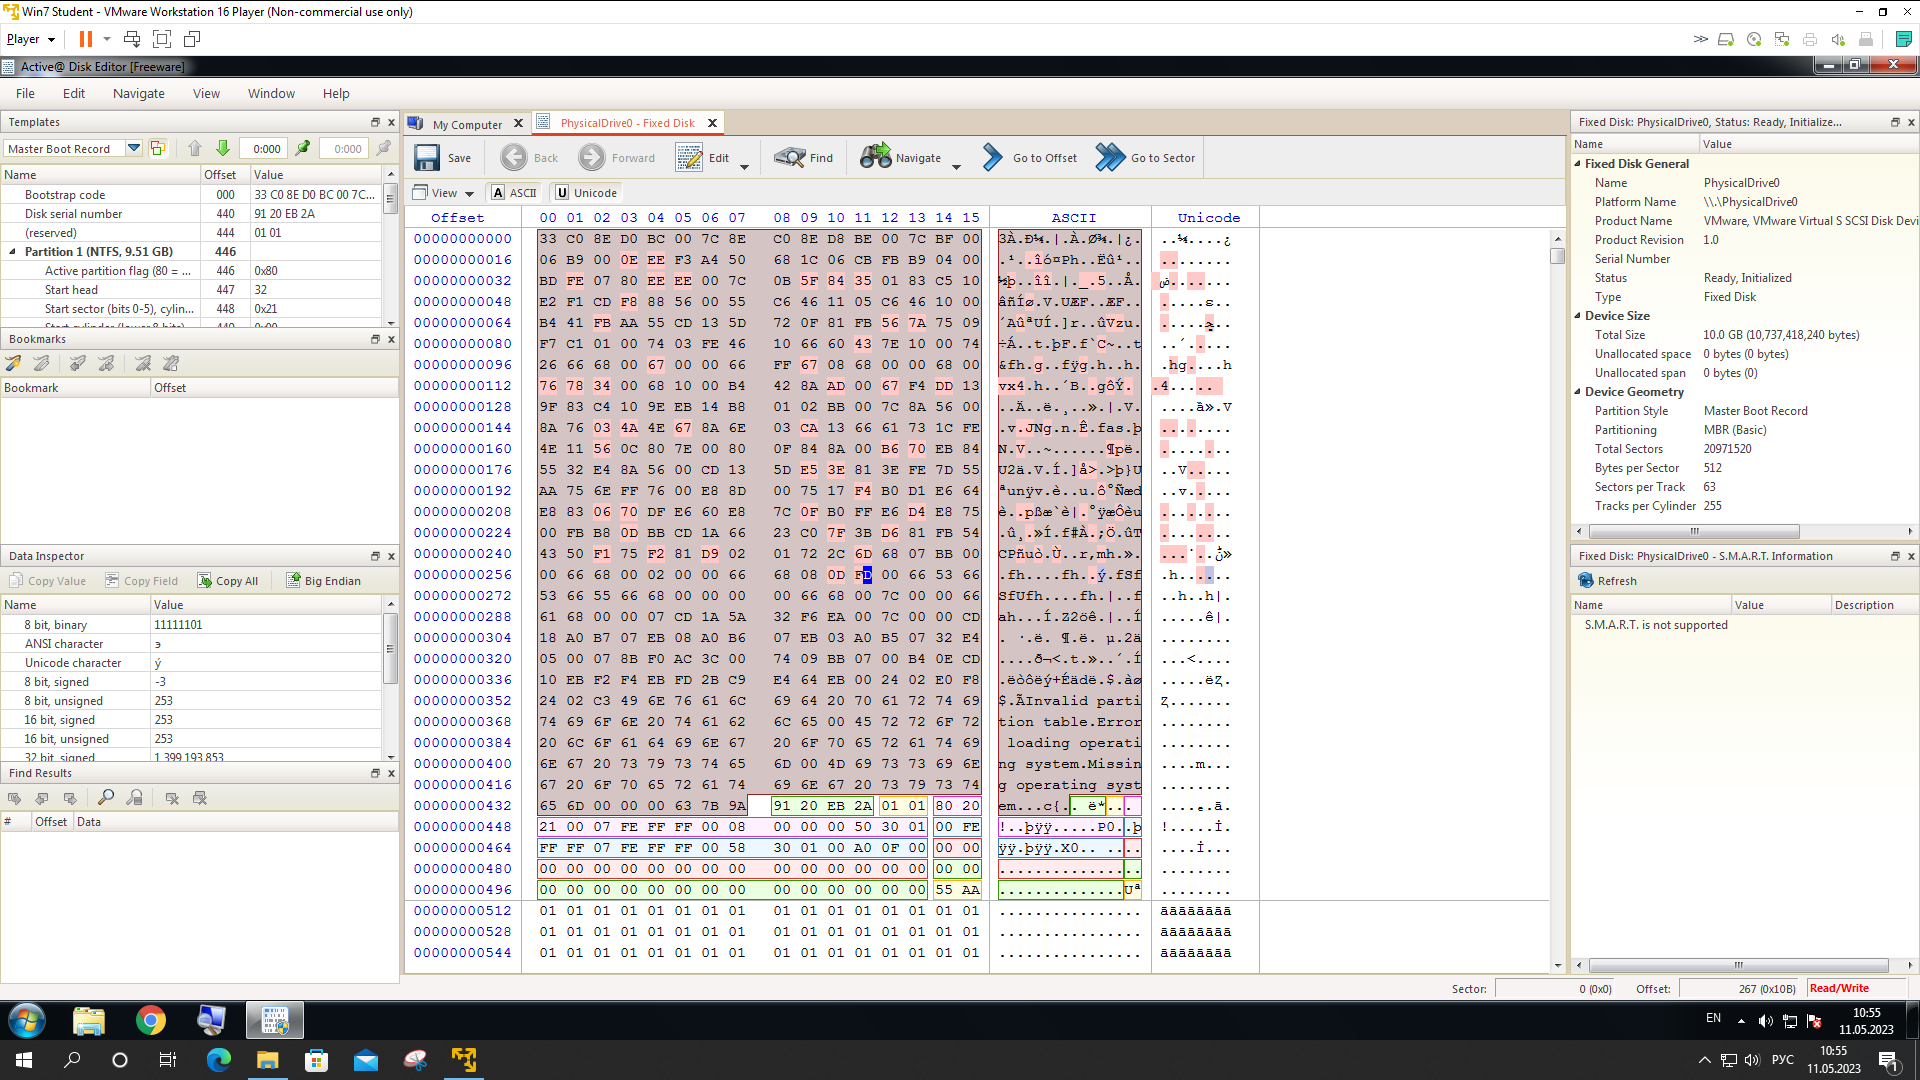 Win7 Student - VMware Workstation 16 Player (Non-commercial use only)
Player
Active@ Disk Editor [Freeware]
File Edit Navigate View Window Help
Templates
Master Boot Record 0:000 0:000
Name Offset Value
Bootstrap code 000 33 C0 8E D0 BC 00 7C...
Disk serial number 440 91 20 EB 2A
(reserved) 444 01 01
Partition 1 (NTFS, 9.51 GB) 446
Active partition flag (80 = ... 446 0x80
Start head 447 32
Start sector (bits 0-5), cylin... 448 0x21
Bookmarks
Bookmark Offset
Data Inspector
Copy Value Copy Field Copy All Big Endian
Name Value
8 bit, binary 11111101
ANSI character э
Unicode character ý
8 bit, signed -3
8 bit, unsigned 253
16 bit, signed 253
16 bit, unsigned 253
32 bit, signed 1 399 193 853
Find Results
# Offset Data
My Computer PhysicalDrive0 - Fixed Disk
Save Back Forward Edit Find Navigate Go to Offset Go to Sector
View A ASCII U Unicode
Offset 00 01 02 03 04 05 06 07 08 09 10 11 12 13 14 15 ASCII Unicode
00000000000 33 C0 8E D0 BC 00 7C 8E C0 8E D8 BE 00 7C BF 00
00000000016 06 B9 00 0E EE F3 A4 50 68 1C 06 CB FB B9 04 00
00000000032 BD FE 07 80 EE EE 00 7C 0B 5F 84 35 01 83 C5 10
00000000048 E2 F1 CD F8 88 56 00 55 C6 46 11 05 C6 46 10 00
00000000064 B4 41 FB AA 55 CD 13 5D 72 0F 81 FB 56 7A 75 09
00000000080 F7 C1 01 00 74 03 FE 46 10 66 60 43 7E 10 00 74
00000000096 26 66 68 00 67 00 00 66 FF 67 08 68 00 00 68 00
00000000112 76 78 34 00 68 10 00 B4 42 8A AD 00 67 F4 DD 13
00000000128 9F 83 C4 10 9E EB 14 B8 01 02 BB 00 7C 8A 56 00
00000000144 8A 76 03 4A 4E 67 8A 6E 03 CA 13 66 61 73 1C FE
00000000160 4E 11 56 0C 80 7E 00 80 0F 84 8A 00 B6 70 EB 84
00000000176 55 32 E4 8A 56 00 CD 13 5D E5 3E 81 3E FE 7D 55
00000000192 AA 75 6E FF 76 00 E8 8D 00 75 17 F4 B0 D1 E6 64
00000000208 E8 83 06 70 DF E6 60 E8 7C 0F B0 FF E6 D4 E8 75
00000000224 00 FB B8 0D BB CD 1A 66 23 C0 7F 3B D6 81 FB 54
00000000240 43 50 F1 75 F2 81 D9 02 01 72 2C 6D 68 07 BB 00
00000000256 00 66 68 00 02 00 00 66 68 08 0D FD 00 66 53 66
00000000272 53 66 55 66 68 00 00 00 00 66 68 00 7C 00 00 66
00000000288 61 68 00 00 07 CD 1A 5A 32 F6 EA 00 7C 00 00 CD
00000000304 18 A0 B7 07 EB 08 A0 B6 07 EB 03 A0 B5 07 32 E4
00000000320 05 00 07 8B F0 AC 3C 00 74 09 BB 07 00 B4 0E CD
00000000336 10 EB F2 F4 EB FD 2B C9 E4 64 EB 00 24 02 E0 F8
00000000352 24 02 C3 49 6E 76 61 6C 69 64 20 70 61 72 74 69 $.ÃInvalid parti
00000000368 74 69 6F 6E 20 74 61 62 6C 65 00 45 72 72 6F 72 tion table.Error
00000000384 20 6C 6F 61 64 69 6E 67 20 6F 70 65 72 61 74 69 loading operati
00000000400 6E 67 20 73 79 73 74 65 6D 00 4D 69 73 73 69 6E ng system.Missin
00000000416 67 20 6F 70 65 72 61 74 69 6E 67 20 73 79 73 74 g operating syst
00000000432 65 6D 00 00 00 63 7B 9A 91 20 EB 2A 01 01 80 20 em...c{.. ë*...
00000000448 21 00 07 FE FF FF 00 08 00 00 00 50 30 01 00 FE !..þÿÿ.....P0..þ
00000000464 FF FF 07 FE FF FF 00 58 30 01 00 A0 0F 00 00 00
00000000480 00 00 00 00 00 00 00 00 00 00 00 00 00 00 00 00 ................
00000000496 00 00 00 00 00 00 00 00 00 00 00 00 00 00 55 AA ..............Uª
00000000512 01 01 01 01 01 01 01 01 01 01 01 01 01 01 01 01 ................ āāāāāāāā
00000000528 01 01 01 01 01 01 01 01 01 01 01 01 01 01 01 01 ................ āāāāāāāā
00000000544 01 01 01 01 01 01 01 01 01 01 01 01 01 01 01 01 ................ āāāāāāāā
Fixed Disk: PhysicalDrive0, Status: Ready, Initialize...
Name Value
Fixed Disk General
Name PhysicalDrive0
Platform Name \\.\PhysicalDrive0
Product Name VMware, VMware Virtual S SCSI Disk Devi
Product Revision 1.0
Serial Number
Status Ready, Initialized
Type Fixed Disk
Device Size
Total Size 10.0 GB (10,737,418,240 bytes)
Unallocated space 0 bytes (0 bytes)
Unallocated span 0 bytes (0)
Device Geometry
Partition Style Master Boot Record
Partitioning MBR (Basic)
Total Sectors 20971520
Bytes per Sector 512
Sectors per Track 63
Tracks per Cylinder 255
Fixed Disk: PhysicalDrive0 - S.M.A.R.T. Information
Refresh
Name Value Description
S.M.A.R.T. is not supported
Sector: 0 (0x0) Offset: 267 (0x10B) Read/Write
EN 10:55
11.05.2023
РУС 10:55
11.05.2023
1